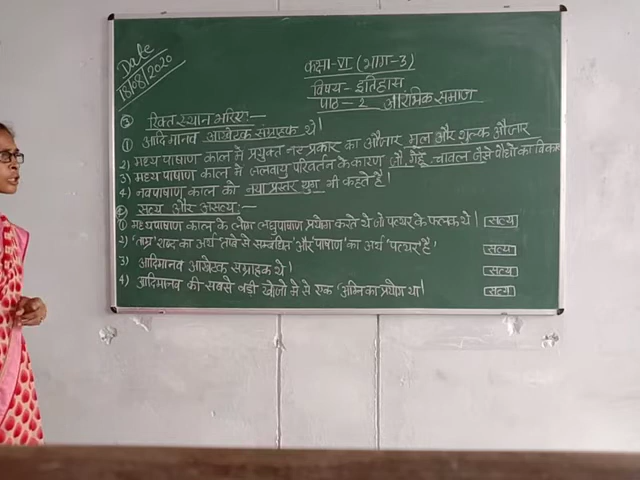 Date
18/08/2020
कक्षा-VI (भाग-3)
विषय - इतिहास
पाठ - 2 आरंभिक समाज
रिक्त स्थान भरिए:-
① आदिमानव आखेटक संग्राहक थे।
2) मध्य पाषाण काल मे प्रयुक्त नए प्रकार का औजार मूल और शुल्क औजार
3) मध्य पाषाण काल में जलवायु परिवर्तन के कारण जौ, गेहूं, चावल जैसे पौधो का विकास
4) नवपाषाण काल को नया प्रस्तर युग भी कहते है।
सत्य और असत्य:-
① मध्यपाषाण काल के लोग लघुपाषाण प्रयोग करते थे जो पत्थर के फलक थे। सत्य
2) 'ताम्र' शब्द का अर्थ तांबे से सम्बंधित और 'पाषाण' का अर्थ 'पत्थर' है' सत्य
3) आदिमानव आखेटक संग्राहक थे। सत्य
4) आदिमानव की सबसे बड़ी खोजो मे से एक 'अग्नि का प्रयोग था। सत्य